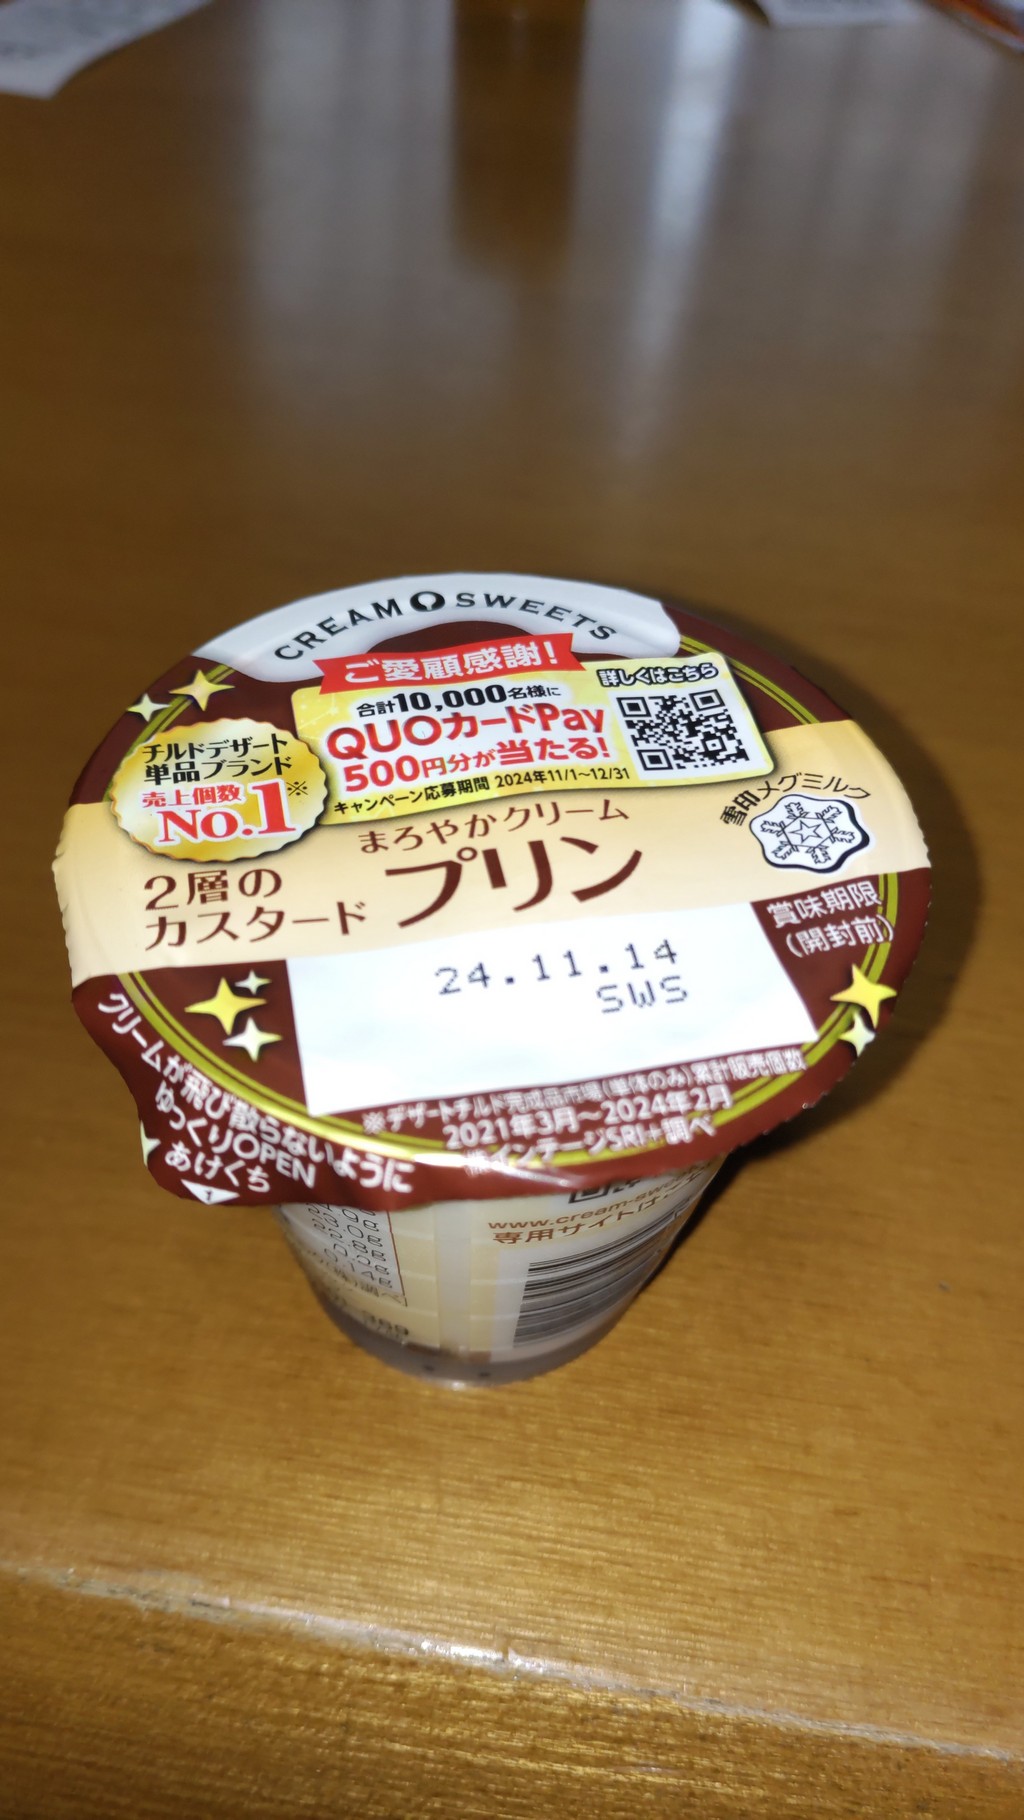 CREAM SWEETS
ご愛顧感謝!
合計10,000名様に
QUOカードPay
500円分が当たる!
キャンペーン応募期間 2024年11/1~12/31
詳しくはこちら
チルドデザート
単品ブランド
売上個数
No.1※
雪印メグミルク
まろやかクリーム
プリン
2層の
カスタード
賞味期限
(開封前)
24.11.14
SWS
※デザートチルド完成品市場(単体のみ)累計販売個数
2021年3月~2024年2月
㈱インテージSRI+調べ
クリームが飛び散らないように
ゆっくりOPEN
あけくち
www.cream-swe
専用サイトは